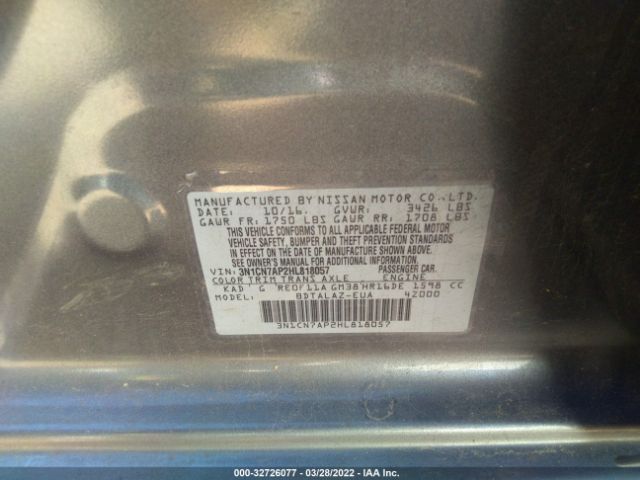 MANUFACTURED BY NISSAN MOTOR CO., LTD.
DATE: 10/16. GVWR: 3426 LBS
GAWR FR: 1750 LBS GAWR RR: 1708 LBS
THIS VEHICLE CONFORMS TO ALL APPLICABLE FEDERAL MOTOR
VEHICLE SAFETY, BUMPER AND THEFT PREVENTION STANDARDS
IN EFFECT ON THE DATE OF MANUFACTURE SHOWN ABOVE.
SEE OWNER'S MANUAL FOR MORE INFORMATION.
VIN: 3N1CN7AP2HL818057 PASSENGER CAR.
COLOR TRIM TRANS AXLE ENGINE
KAD G RE0F11A GM38 HR16DE 1598 CC
MODEL: BDTALAZ-EUA 42000
3N1CN7AP2HL818057
000-32726077 - 03/28/2022 - IAA Inc.